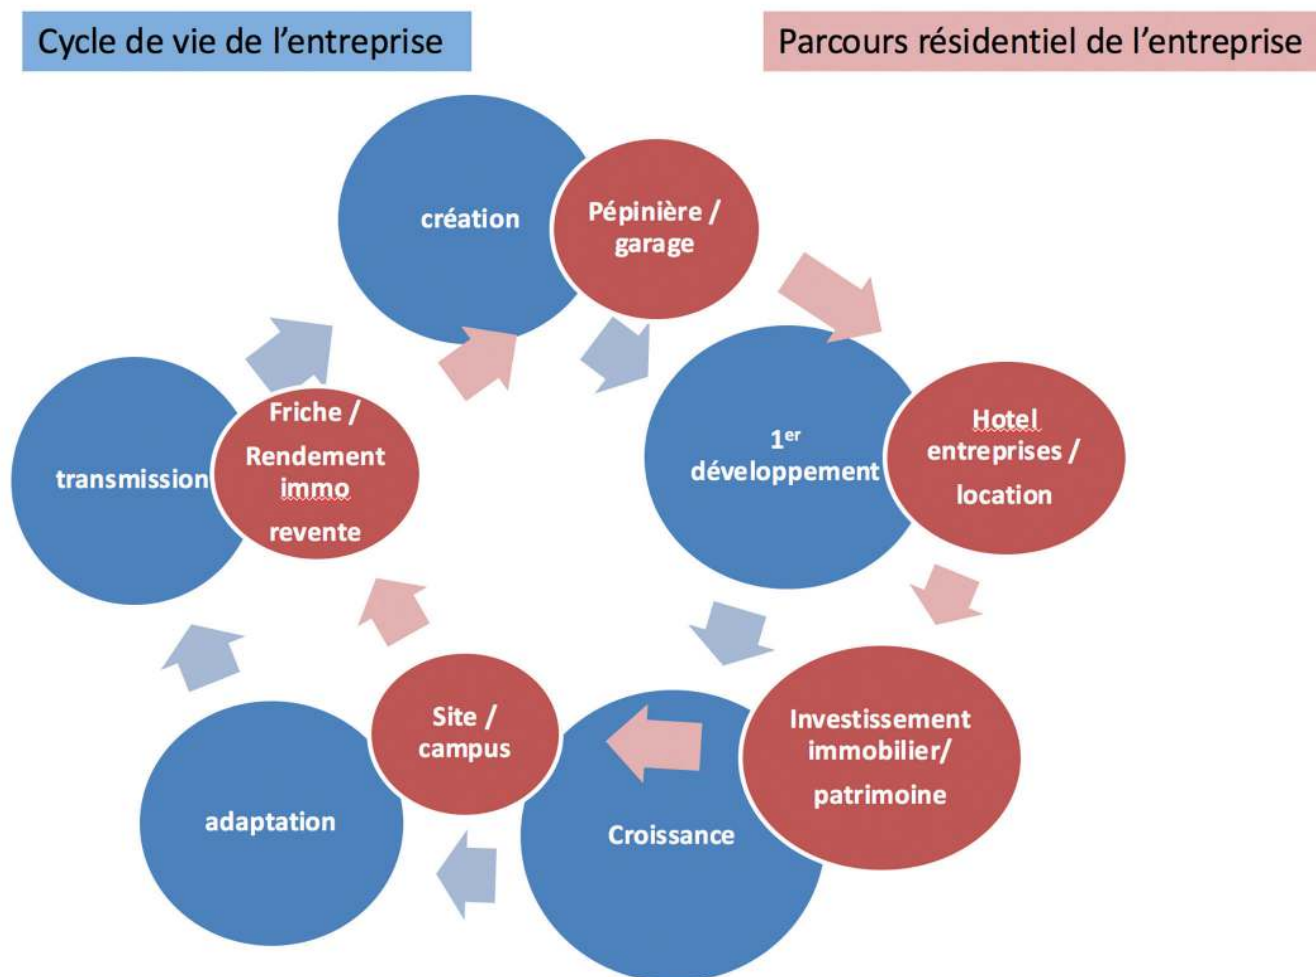 Cycle de vie de l’entreprise
Parcours résidentiel de l’entreprise
création
Pépinière /
garage
1er
développement
Hotel
entreprises /
location
Croissance
Investissement
immobilier/
patrimoine
adaptation
Site /
campus
transmission
Friche /
Rendement
immo
revente